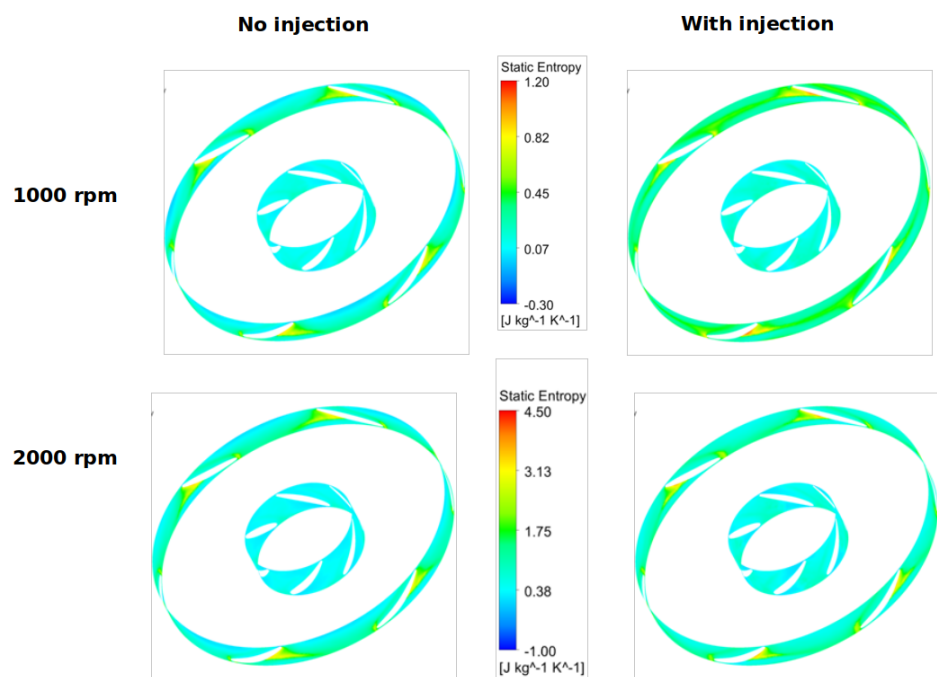 No injection
With injection
Static Entropy
1.20
0.82
0.45
0.07
-0.30
[J kg^-1 K^-1]
1000 rpm
Static Entropy
4.50
3.13
1.75
0.38
-1.00
[J kg^-1 K^-1]
2000 rpm